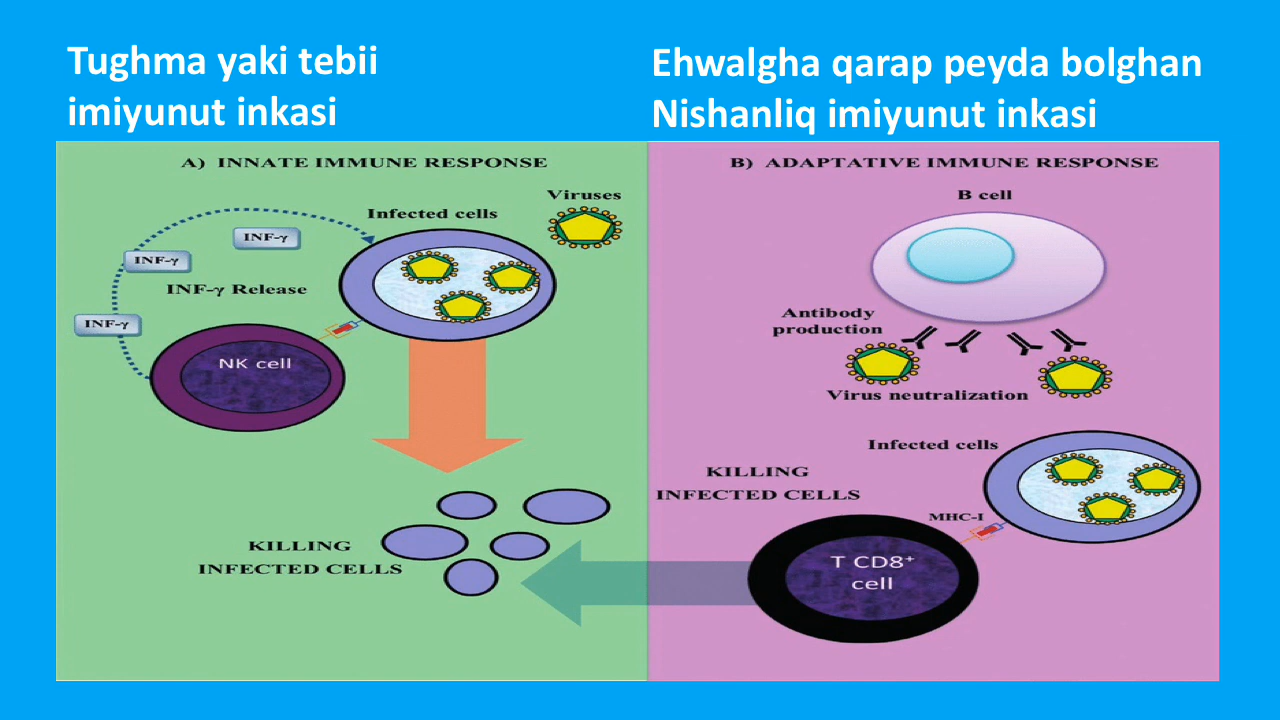 Tughma yaki tebii
imiyunut inkasi
Ehwalgha qarap peyda bolghan
Nishanliq imiyunut inkasi
A) INNATE IMMUNE RESPONSE
Viruses
Infected cells
INF-γ
INF-γ
INF-γ Release
INF-γ
NK cell
KILLING
INFECTED CELLS
B) ADAPTATIVE IMMUNE RESPONSE
B cell
Antibody
production
Virus neutralization
Infected cells
KILLING
INFECTED CELLS
MHC-I
T CD8⁺
cell